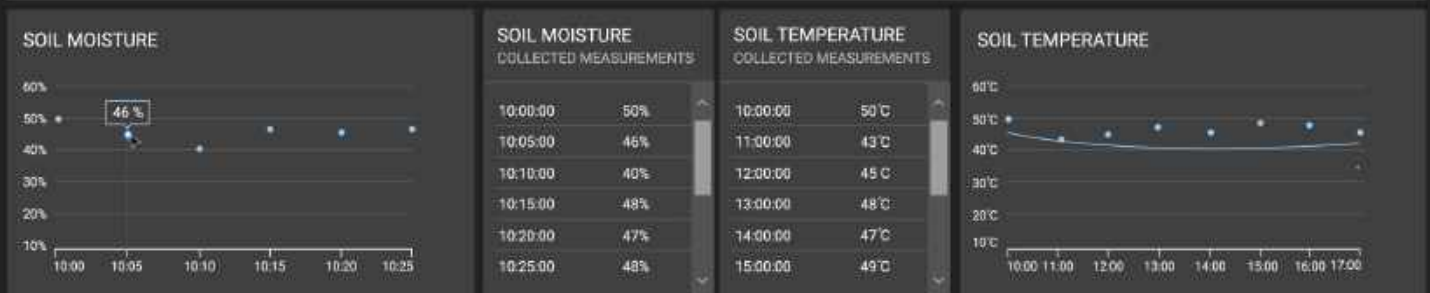 SOIL MOISTURE
60%
50%
40%
30%
20%
10%
46 %
10:00 10:05 10:10 10:15 10:20 10:25
SOIL MOISTURE
COLLECTED MEASUREMENTS
10:00:00 50%
10:05:00 46%
10:10:00 40%
10:15:00 48%
10:20:00 47%
10:25:00 48%
SOIL TEMPERATURE
COLLECTED MEASUREMENTS
10:00:00 50°C
11:00:00 43°C
12:00:00 45 C
13:00:00 48°C
14:00:00 47°C
15:00:00 49°C
SOIL TEMPERATURE
60°C
50°C
40°C
30°C
20°C
10°C
10:00 11:00 12:00 13:00 14:00 15:00 16:00 17:00